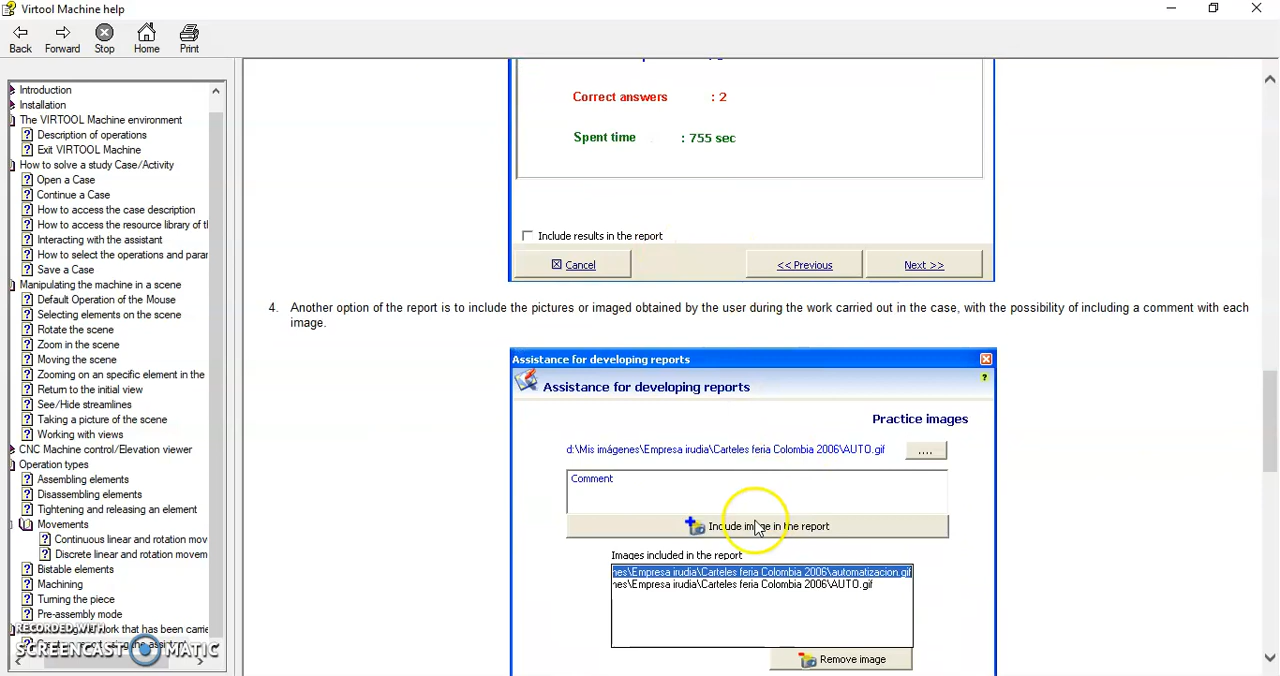 Virtool Machine help
Back Forward Stop Home Print
Introduction
Installation
The VIRTOOL Machine environment
Description of operations
Exit VIRTOOL Machine
How to solve a study Case/Activity
Open a Case
Continue a Case
How to access the case description
How to access the resource library of t
Interacting with the assistant
How to select the operations and para
Save a Case
Manipulating the machine in a scene
Default Operation of the Mouse
Selecting elements on the scene
Rotate the scene
Zoom in the scene
Moving the scene
Zooming on an specific element in the
Return to the initial view
See/Hide streamlines
Taking a picture of the scene
Working with views
CNC Machine control/Elevation viewer
Operation types
Assembling elements
Disassembling elements
Tightening and releasing an element
Movements
Continuous linear and rotation mov
Discrete linear and rotation movem
Bistable elements
Machining
Turning the piece
Pre-assembly mode
RECORDED WITH
SCREENCAST MATIC
Correct answers : 2
Spent time : 755 sec
Include results in the report
Cancel << Previous Next >>
4. Another option of the report is to include the pictures or imaged obtained by the user during the work carried out in the case, with the possibility of including a comment with each
image.
Assistance for developing reports
Assistance for developing reports
Practice images
d:\Mis imágenes\Empresa irudia\Carteles feria Colombia 2006\AUTO.gif ....
Comment
Include image in the report
Images included in the report
nes\Empresa irudia\Carteles feria Colombia 2006\automatizacion.gif
nes\Empresa irudia\Carteles feria Colombia 2006\AUTO.gif
Remove image